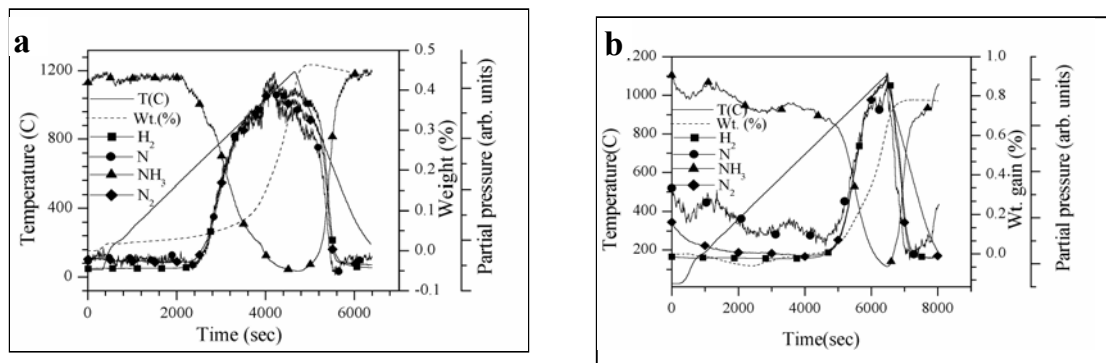 a
1200
800
400
0
Temperature (C)
0.5
0.4
0.3
0.2
0.1
0.0
-0.1
Weight (%)
Partial pressure (arb. units)
T(C)
Wt.(%)
H2
N
NH3
N2
0 2000 4000 6000
Time (sec)
b
,200
1000
800
600
400
200
Temperature(C)
1.0
0.8
0.6
0.4
0.2
0.0
Wt. gain (%)
Partial pressure (arb. units)
T(C)
Wt. (%)
H2
N
NH3
N2
0 2000 4000 6000 8000
Time(sec)